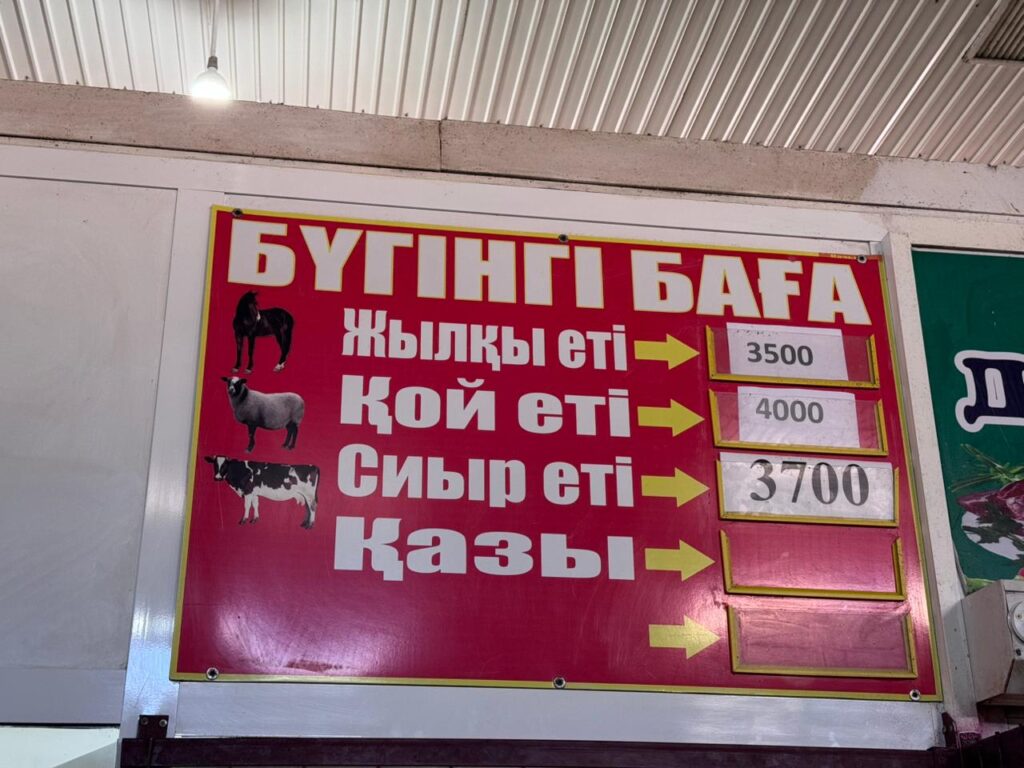 БҮГІНГІ БАҒА
Жылқы еті 3500
Қой еті 4000
Сиыр еті 3700
Қазы